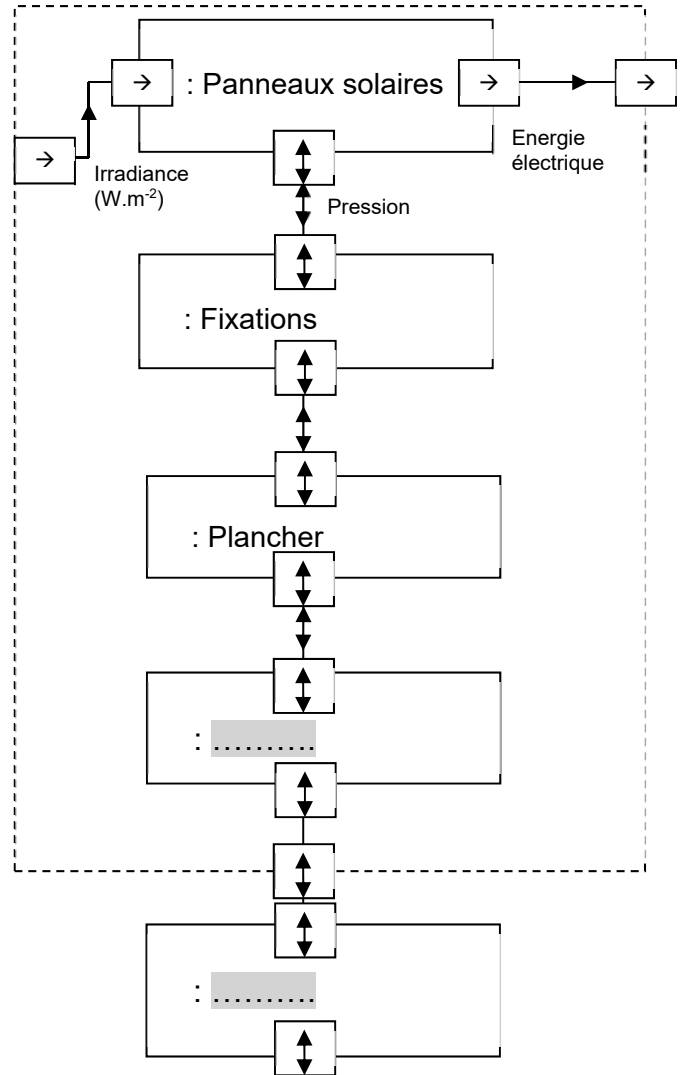 : Panneaux solaires
Irradiance
(W.m-2)
Energie
électrique
Pression
: Fixations
: Plancher
: ..........
: ..........